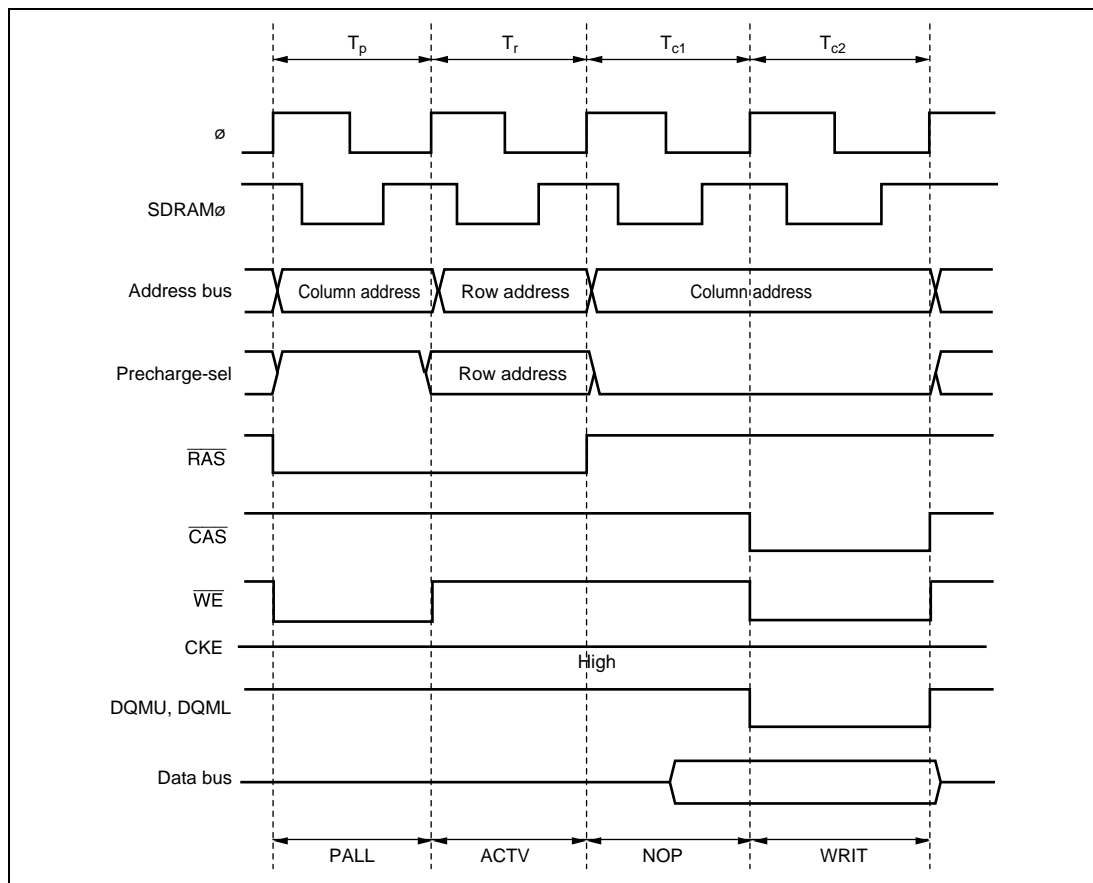 Tp Tr Tc1 Tc2
ø
SDRAMø
Address bus Column address Row address Column address
Precharge-sel Row address
RAS
CAS
WE
CKE
High
DQMU, DQML
Data bus
PALL ACTV NOP WRIT